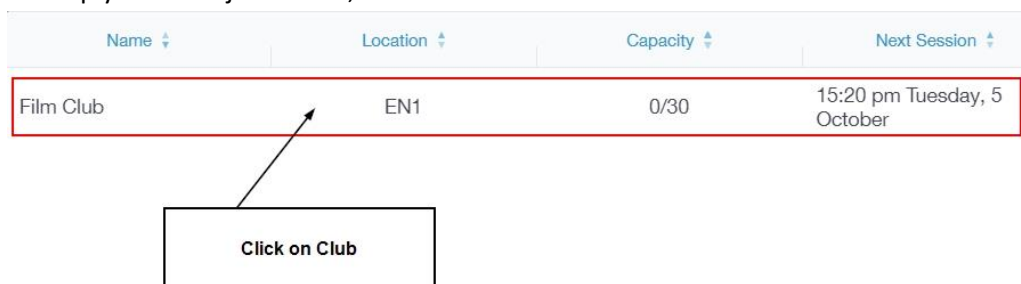 Name Location Capacity Next Session
Film Club EN1 0/30 15:20 pm Tuesday, 5
October
Click on Club